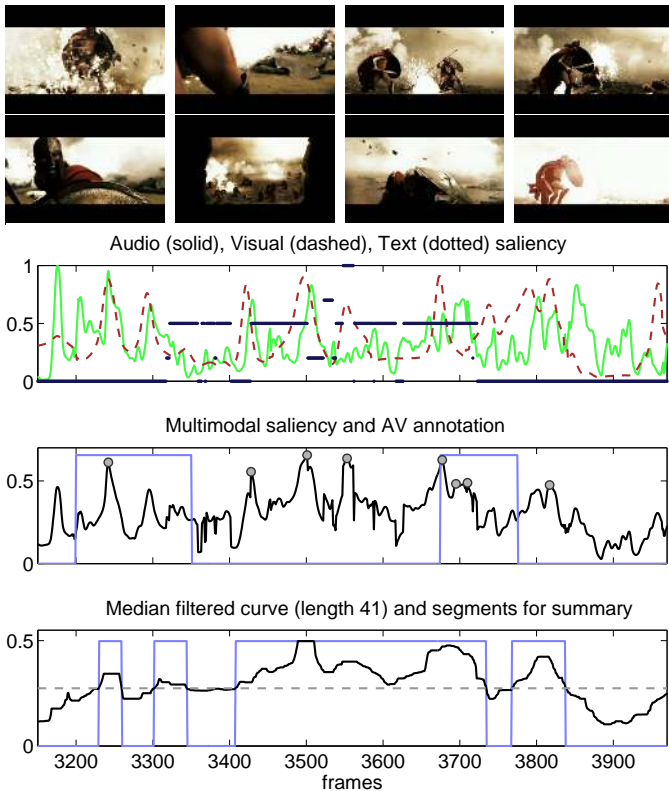 Audio (solid), Visual (dashed), Text (dotted) saliency
1
0.5
0
Multimodal saliency and AV annotation
0.5
0
Median filtered curve (length 41) and segments for summary
0.5
0
3200 3300 3400 3500 3600 3700 3800 3900
frames